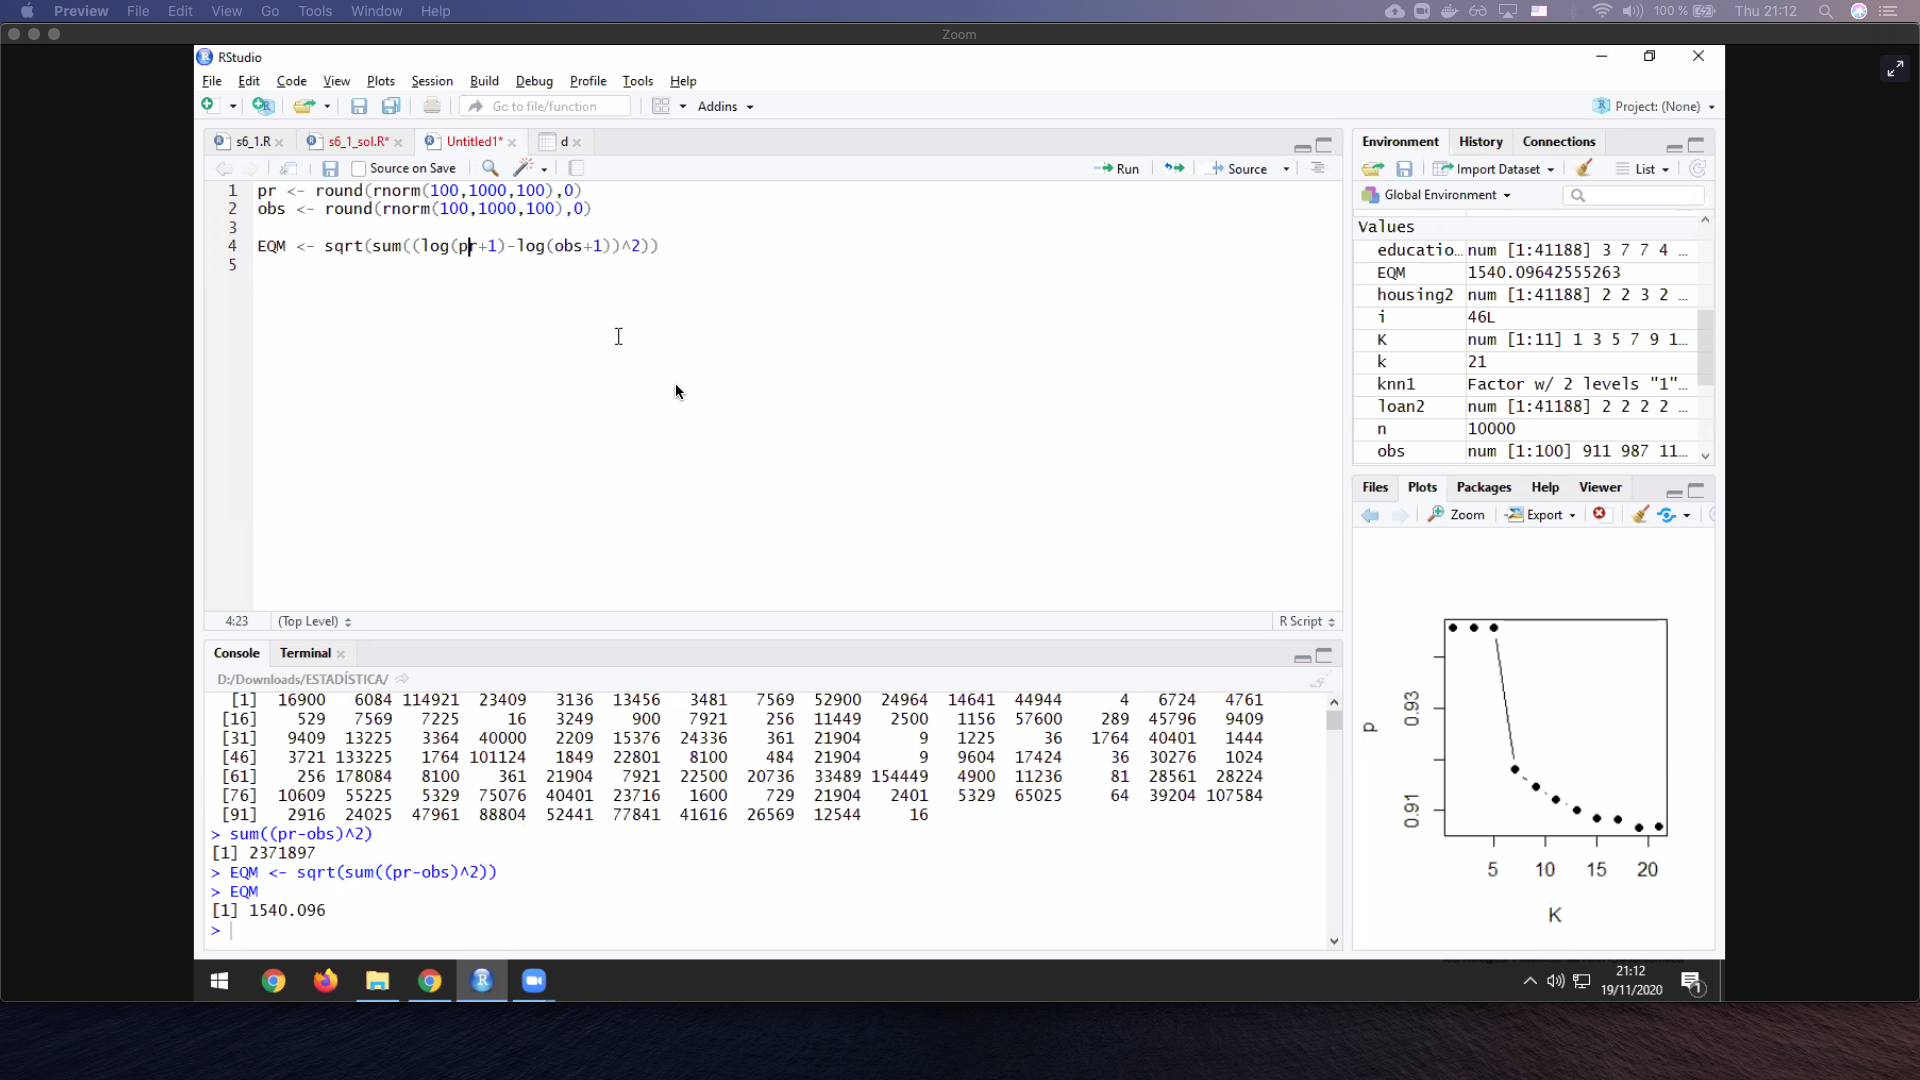 Preview File Edit View Go Tools Window Help 100 % Thu 21:12
Zoom
RStudio
File Edit Code View Plots Session Build Debug Profile Tools Help
Go to file/function Addins Project: (None)
s6_1.R s6_1_sol.R* Untitled1* d
Source on Save Run Source
1 pr <- round(rnorm(100,1000,100),0)
2 obs <- round(rnorm(100,1000,100),0)
3
4 EQM <- sqrt(sum((log(pr+1)-log(obs+1))^2))
5
4:23 (Top Level) R Script
Console Terminal
D:/Downloads/ESTADÍSTICA/
[1] 16900 6084 114921 23409 3136 13456 3481 7569 52900 24964 14641 44944 4 6724 4761
[16] 529 7569 7225 16 3249 900 7921 256 11449 2500 1156 57600 289 45796 9409
[31] 9409 13225 3364 40000 2209 15376 24336 361 21904 9 1225 36 1764 40401 1444
[46] 3721 133225 1764 101124 1849 22801 8100 484 21904 9 9604 17424 36 30276 1024
[61] 256 178084 8100 361 21904 7921 22500 20736 33489 154449 4900 11236 81 28561 28224
[76] 10609 55225 5329 75076 40401 23716 1600 729 21904 2401 5329 65025 64 39204 107584
[91] 2916 24025 47961 88804 52441 77841 41616 26569 12544 16
> sum((pr-obs)^2)
[1] 2371897
> EQM <- sqrt(sum((pr-obs)^2))
> EQM
[1] 1540.096
>
Environment History Connections
Import Dataset List
Global Environment
Values
educatio… num [1:41188] 3 7 7 4 …
EQM 1540.09642555263
housing2 num [1:41188] 2 2 3 2 …
i 46L
K num [1:11] 1 3 5 7 9 1…
k 21
knn1 Factor w/ 2 levels "1"…
loan2 num [1:41188] 2 2 2 2 …
n 10000
obs num [1:100] 911 987 11…
Files Plots Packages Help Viewer
Zoom Export
p
0.93
0.91
5 10 15 20
K
21:12
19/11/2020
1